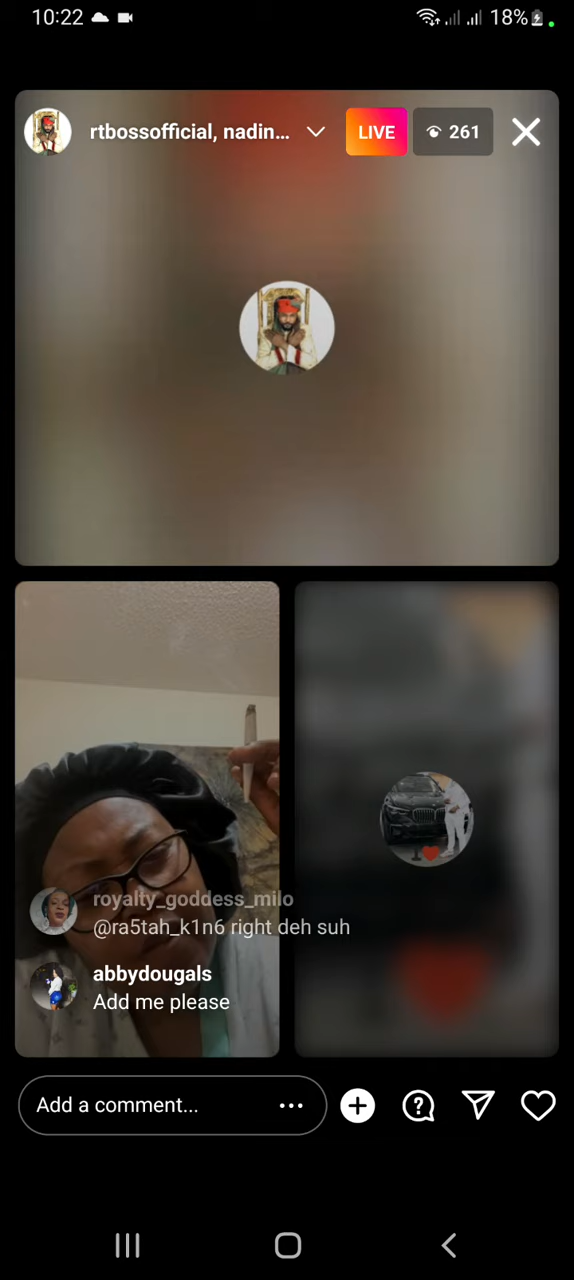 10:22
18%
rtbossofficial, nadin...
LIVE
261
royalty_goddess_milo
@ra5tah_k1n6 right deh suh
abbydougals
Add me please
Add a comment...